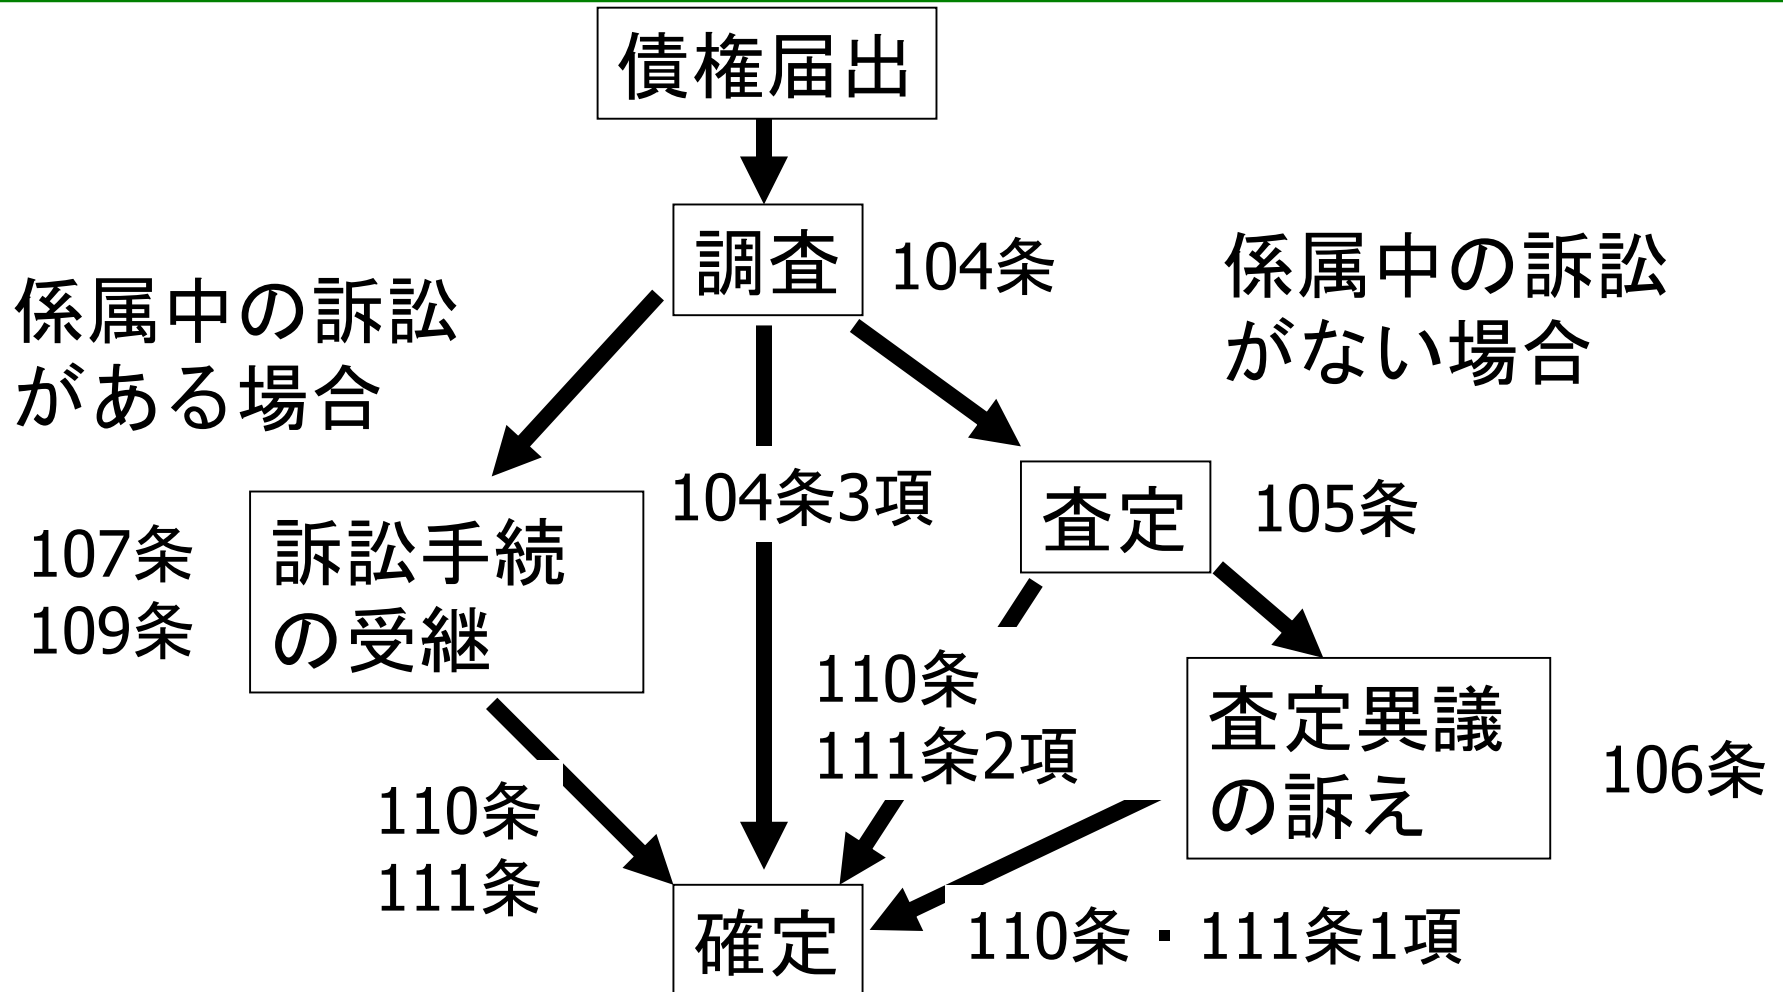 債権届出
調査
104条
係属中の訴訟
がある場合
係属中の訴訟
がない場合
104条3項
査定
105条
107条
109条
訴訟手続
の受継
110条
111条2項
査定異議
の訴え
106条
110条
111条
確定
110条・111条1項